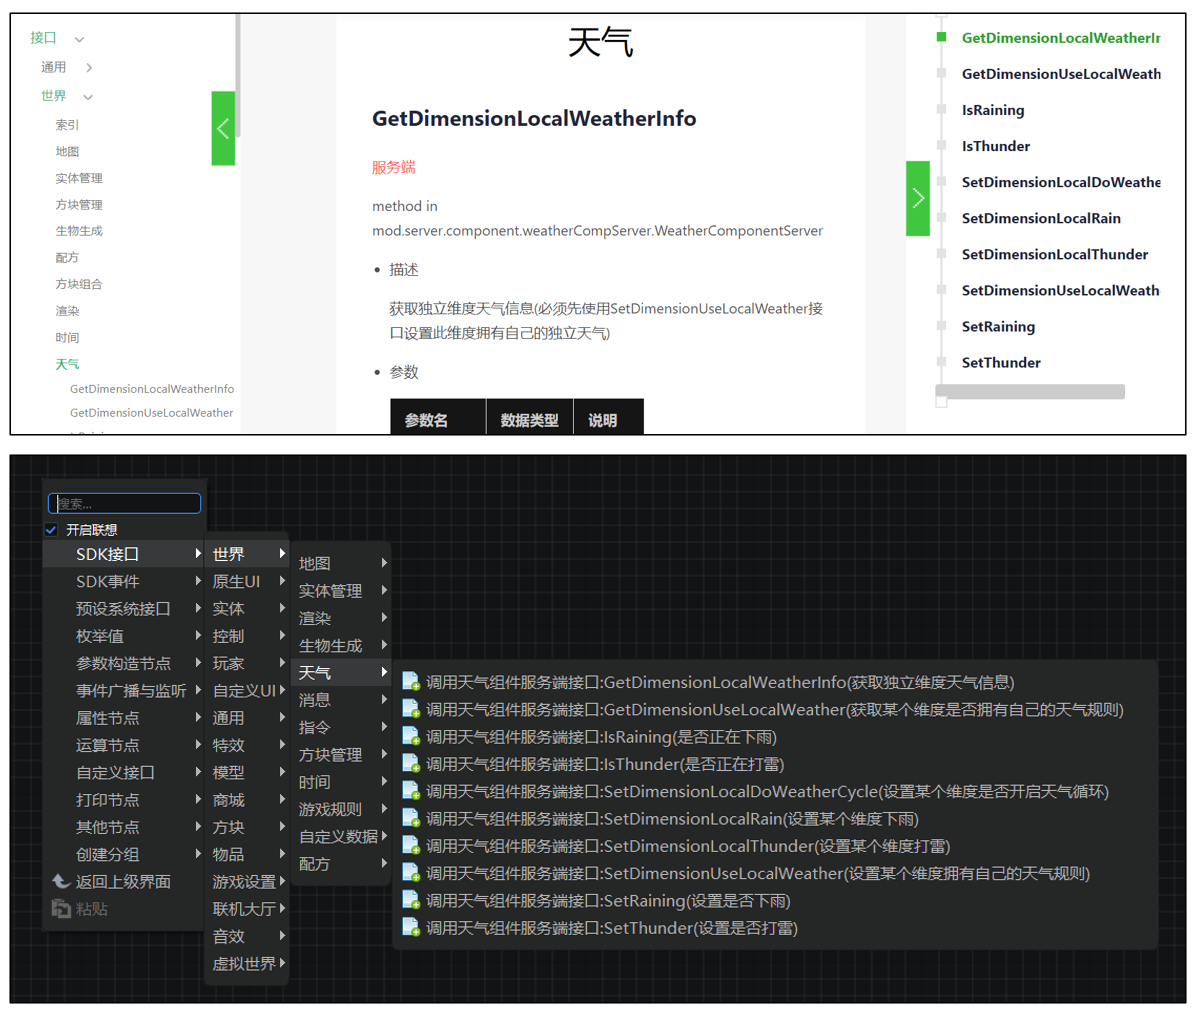 接口
通用
世界
索引
地图
实体管理
方块管理
生物生成
配方
方块组合
渲染
时间
天气
GetDimensionLocalWeatherInfo
GetDimensionUseLocalWeather
天气
GetDimensionLocalWeatherInfo
服务端
method in
mod.server.component.weatherCompServer.WeatherComponentServer
描述
获取独立维度天气信息(必须先使用SetDimensionUseLocalWeather接
口设置此维度拥有自己的独立天气)
参数
参数名 数据类型 说明
GetDimensionLocalWeatherIn
GetDimensionUseLocalWeath
IsRaining
IsThunder
SetDimensionLocalDoWeathe
SetDimensionLocalRain
SetDimensionLocalThunder
SetDimensionUseLocalWeath
SetRaining
SetThunder
搜索...
开启联想
SDK接口
SDK事件
预设系统接口
枚举值
参数构造节点
事件广播与监听
属性节点
运算节点
自定义接口
打印节点
其他节点
创建分组
返回上级界面
粘贴
世界
原生UI
实体
控制
玩家
自定义UI
通用
特效
模型
商城
方块
物品
游戏设置
联机大厅
音效
虚拟世界
地图
实体管理
渲染
生物生成
天气
消息
指令
方块管理
时间
游戏规则
自定义数据
配方
调用天气组件服务端接口:GetDimensionLocalWeatherInfo(获取独立维度天气信息)
调用天气组件服务端接口:GetDimensionUseLocalWeather(获取某个维度是否拥有自己的天气规则)
调用天气组件服务端接口:IsRaining(是否正在下雨)
调用天气组件服务端接口:IsThunder(是否正在打雷)
调用天气组件服务端接口:SetDimensionLocalDoWeatherCycle(设置某个维度是否开启天气循环)
调用天气组件服务端接口:SetDimensionLocalRain(设置某个维度下雨)
调用天气组件服务端接口:SetDimensionLocalThunder(设置某个维度打雷)
调用天气组件服务端接口:SetDimensionUseLocalWeather(设置某个维度拥有自己的天气规则)
调用天气组件服务端接口:SetRaining(设置是否下雨)
调用天气组件服务端接口:SetThunder(设置是否打雷)